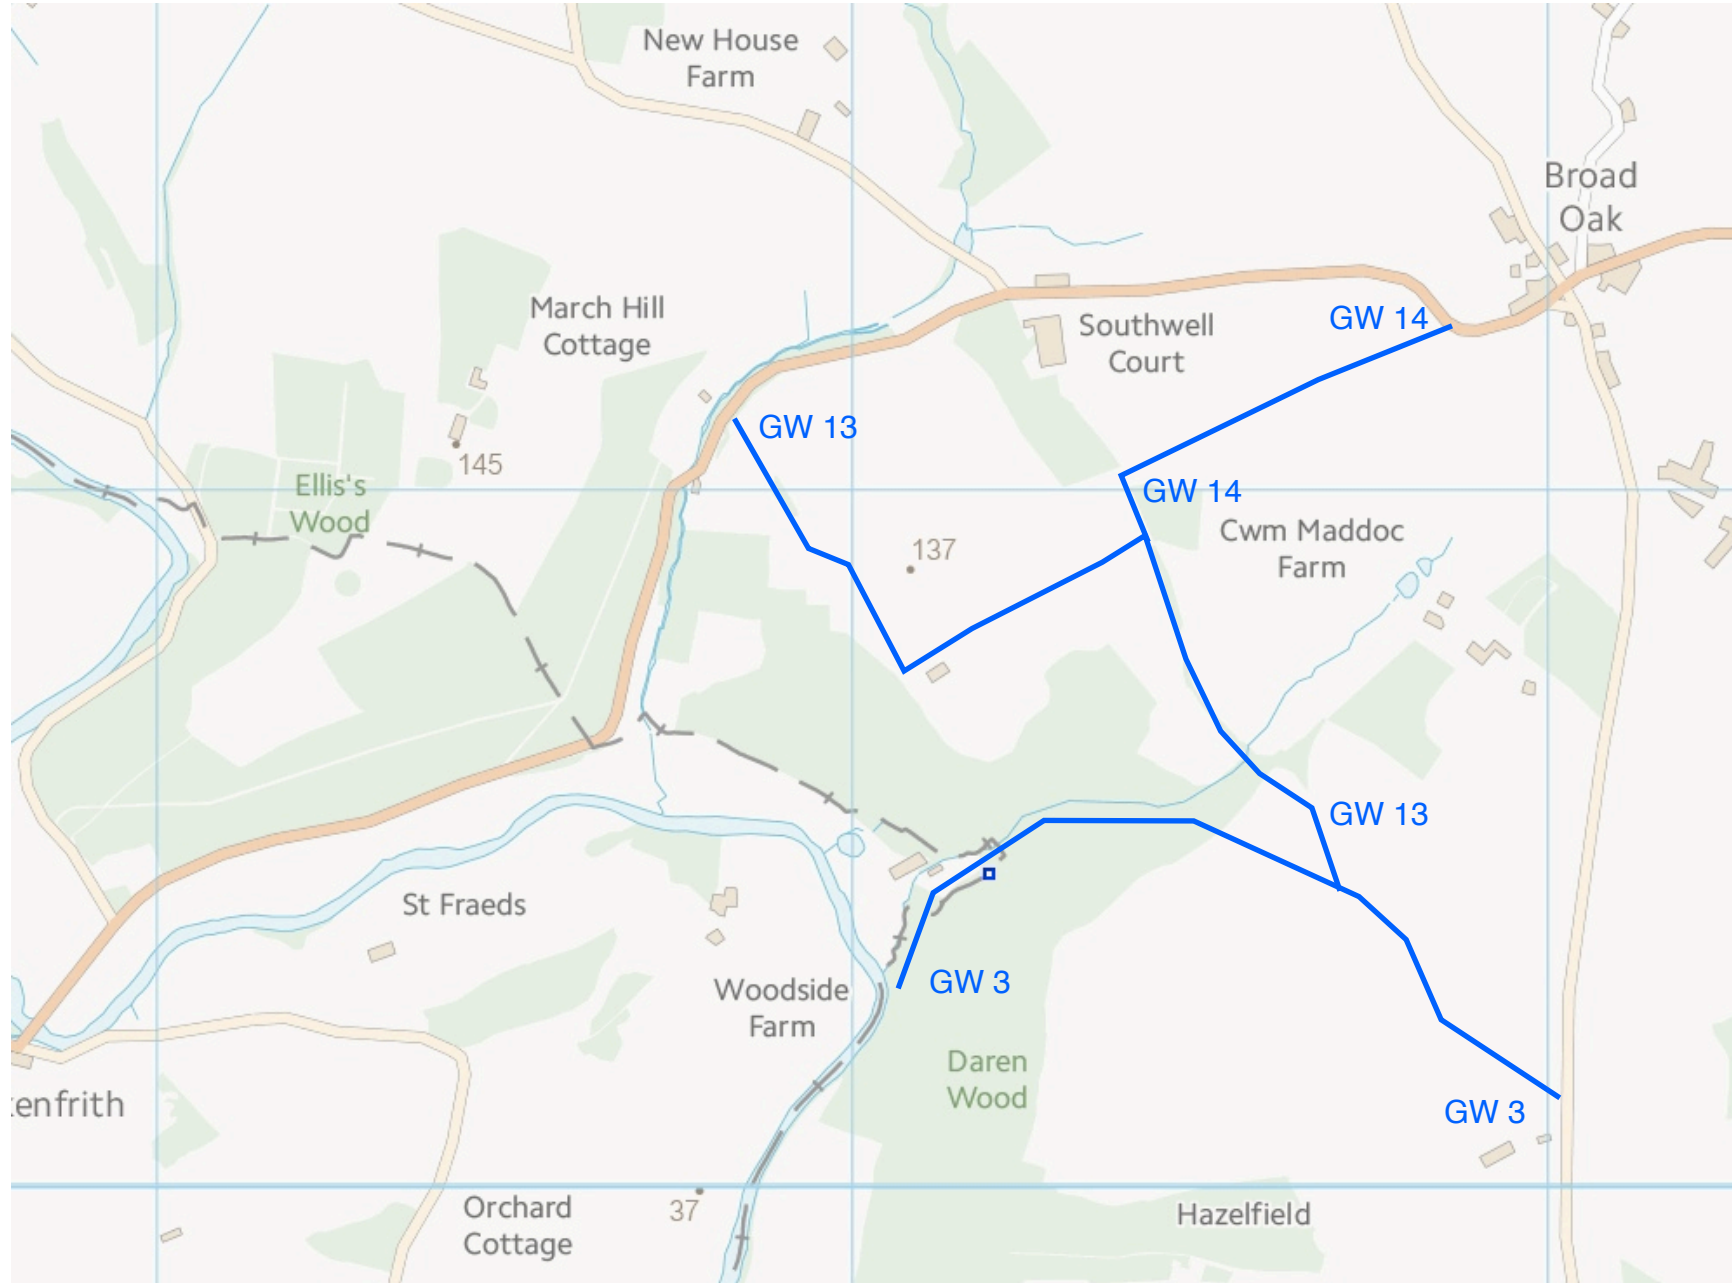 New House
Farm
Broad
Oak
March Hill
Cottage
Southwell
Court
GW 14
GW 13
145
Ellis's
Wood
GW 14
137
Cwm Maddoc
Farm
GW 13
St Fraeds
Woodside
Farm
GW 3
Daren
Wood
kenfrith
GW 3
Orchard
Cottage
37
Hazelfield